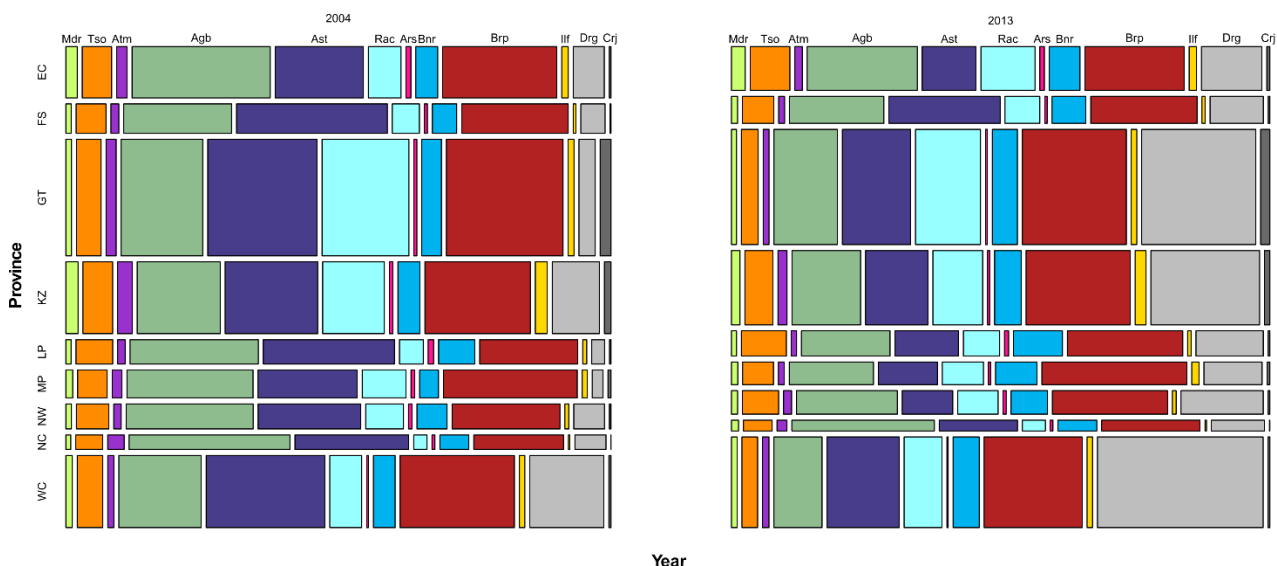 2004
2013
Mdr Tso Atm Agb Ast Rac Ars Bnr Brp Ilf Drg Crj
Mdr Tso Atm Agb Ast Rac Ars Bnr Brp Ilf Drg Crj
EC
FS
GT
KZ
LP
MP
NW
NC
WC
Province
Year